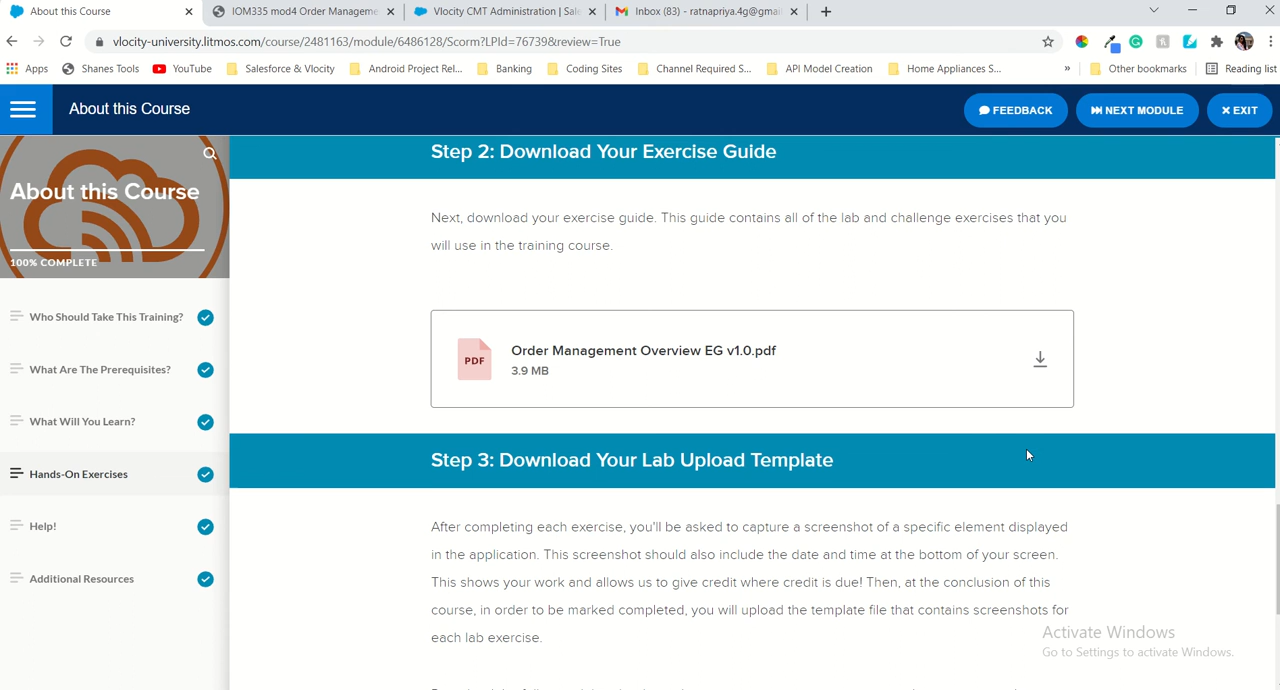 About this Course
IOM335 mod4 Order Manageme
Vlocity CMT Administration | Sale
Inbox (83) - ratnapriya.4g@gmai
vlocity-university.litmos.com/course/2481163/module/6486128/Scorm?LPId=76739&review=True
Apps
Shanes Tools
YouTube
Salesforce & Vlocity
Android Project Rel...
Banking
Coding Sites
Channel Required S...
API Model Creation
Home Appliances S...
»
Other bookmarks
Reading list
About this Course
FEEDBACK
NEXT MODULE
EXIT
About this Course
100% COMPLETE
Who Should Take This Training?
What Are The Prerequisites?
What Will You Learn?
Hands-On Exercises
Help!
Additional Resources
Step 2: Download Your Exercise Guide
Next, download your exercise guide. This guide contains all of the lab and challenge exercises that you
will use in the training course.
PDF
Order Management Overview EG v1.0.pdf
3.9 MB
Step 3: Download Your Lab Upload Template
After completing each exercise, you'll be asked to capture a screenshot of a specific element displayed
in the application. This screenshot should also include the date and time at the bottom of your screen.
This shows your work and allows us to give credit where credit is due! Then, at the conclusion of this
course, in order to be marked completed, you will upload the template file that contains screenshots for
each lab exercise.
Activate Windows
Go to Settings to activate Windows.